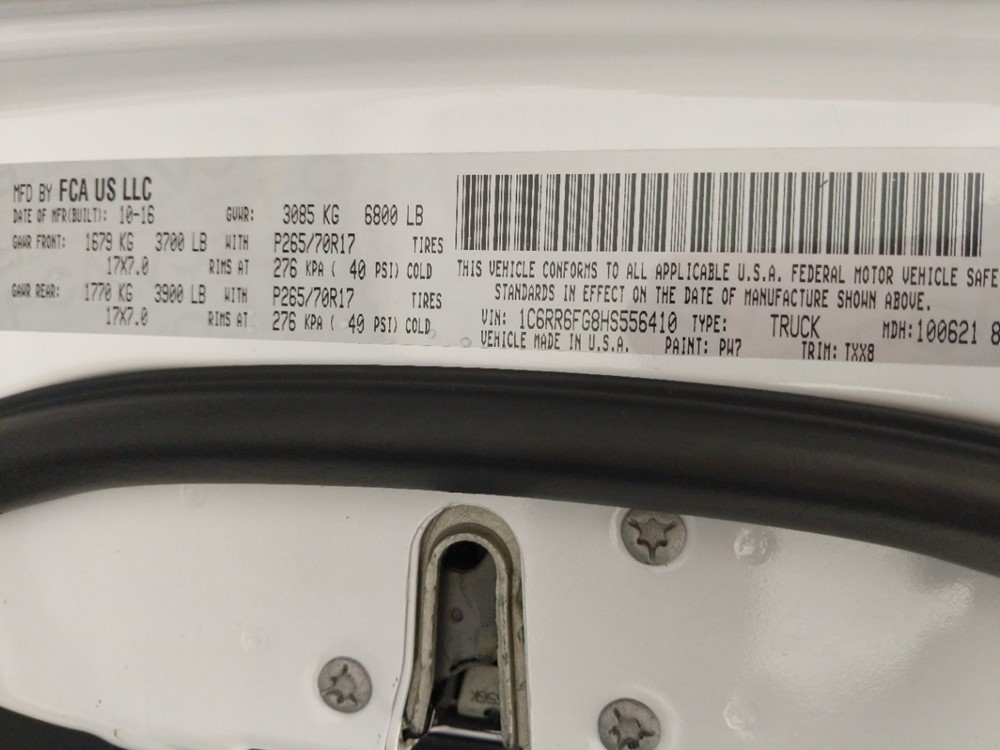 MFD BY FCA US LLC
DATE OF MFR(BUILT): 10-16 GVWR: 3085 KG 6800 LB
GAWR FRONT: 1679 KG 3700 LB WITH P265/70R17 TIRES
17X7.0 RIMS AT 276 KPA ( 40 PSI) COLD
GAWR REAR: 1770 KG 3900 LB WITH P265/70R17 TIRES
17X7.0 RIMS AT 276 KPA ( 40 PSI) COLD
THIS VEHICLE CONFORMS TO ALL APPLICABLE U.S.A. FEDERAL MOTOR VEHICLE SAFE
STANDARDS IN EFFECT ON THE DATE OF MANUFACTURE SHOWN ABOVE.
VIN: 1C6RR6FG8HS556410 TYPE: TRUCK MDH:100621 8
VEHICLE MADE IN U.S.A. PAINT: PW7 TRIM: TXX8